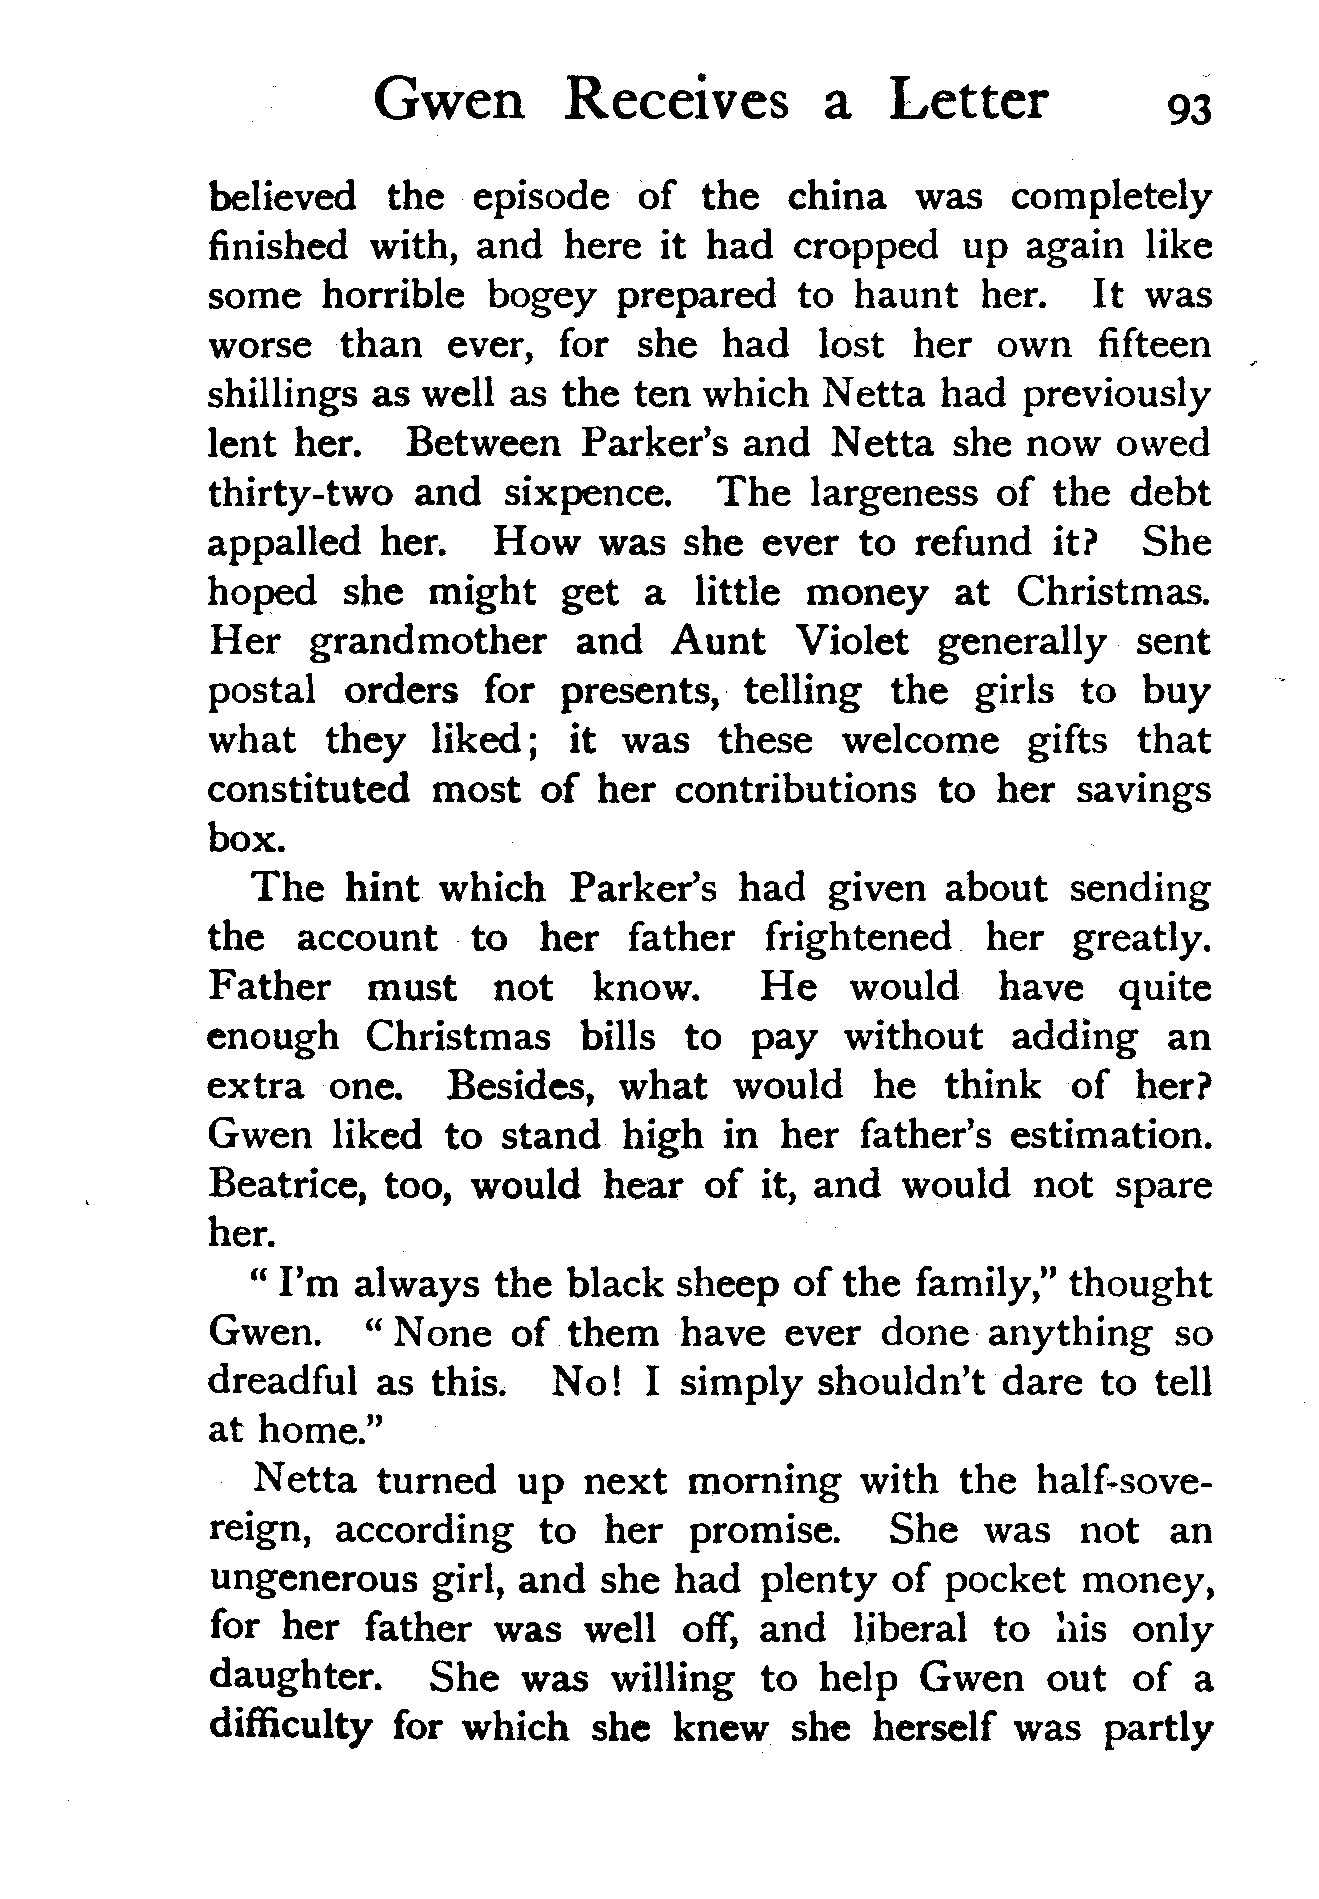 Gwen Receives a Letter 93
believed the episode of the china was completely
finished with, and here it had cropped up again like
some horrible bogey prepared to haunt her. It was
worse than ever, for she had lost her own fifteen
shillings as well as the ten which Netta had previously
lent her. Between Parker's and Netta she now owed
thirty-two and sixpence. The largeness of the debt
appalled her. How was she ever to refund it? She
hoped she might get a little money at Christmas.
Her grandmother and Aunt Violet generally sent
postal orders for presents, telling the girls to buy
what they liked; it was these welcome gifts that
constituted most of her contributions to her savings
box.
The hint which Parker's had given about sending
the account to her father frightened her greatly.
Father must not know. He would have quite
enough Christmas bills to pay without adding an
extra one. Besides, what would he think of her?
Gwen liked to stand high in her father's estimation.
Beatrice, too, would hear of it, and would not spare
her.
"I'm always the black sheep of the family," thought
Gwen. "None of them have ever done anything so
dreadful as this. No! I simply shouldn't dare to tell
at home."
Netta turned up next morning with the half-sove-
reign, according to her promise. She was not an
ungenerous girl, and she had plenty of pocket money,
for her father was well off, and liberal to his only
daughter. She was willing to help Gwen out of a
difficulty for which she knew she herself was partly